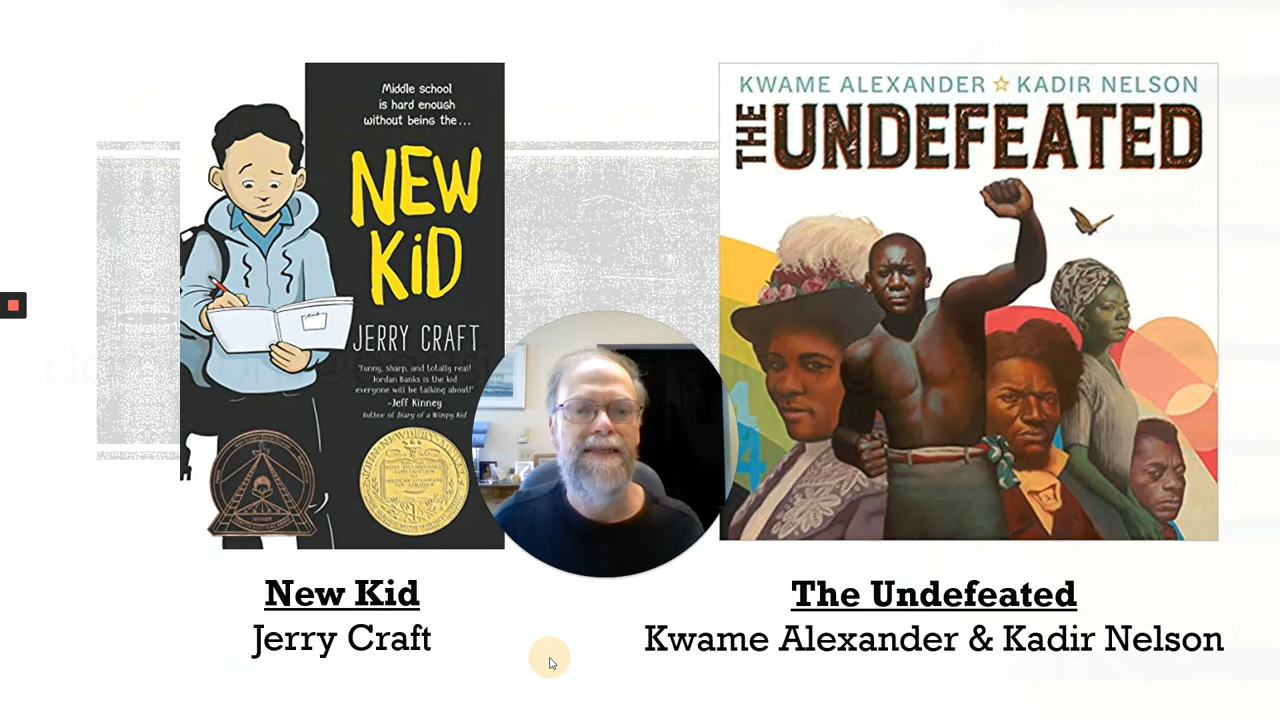 Middle school
is hard enough
without being the...
NEW
KiD
JERRY CRAFT
"Funny, sharp, and totally real!
Jordan Banks is the kid
everyone will be talking about!"
-Jeff Kinney
Author of Diary of a Wimpy Kid
KWAME ALEXANDER ☆ KADIR NELSON
THE
UNDEFEATED
New Kid
Jerry Craft
The Undefeated
Kwame Alexander & Kadir Nelson